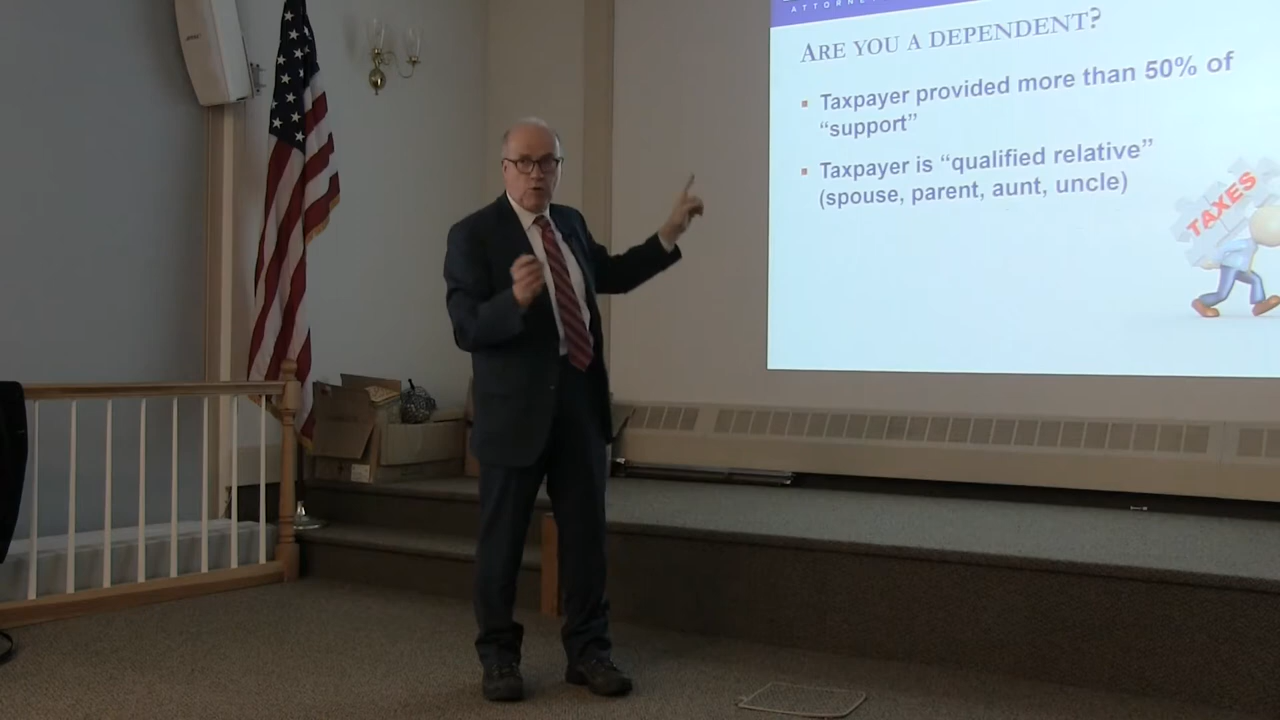 ARE YOU A DEPENDENT?
Taxpayer provided more than 50% of
“support”
Taxpayer is “qualified relative”
(spouse, parent, aunt, uncle)
TAXES